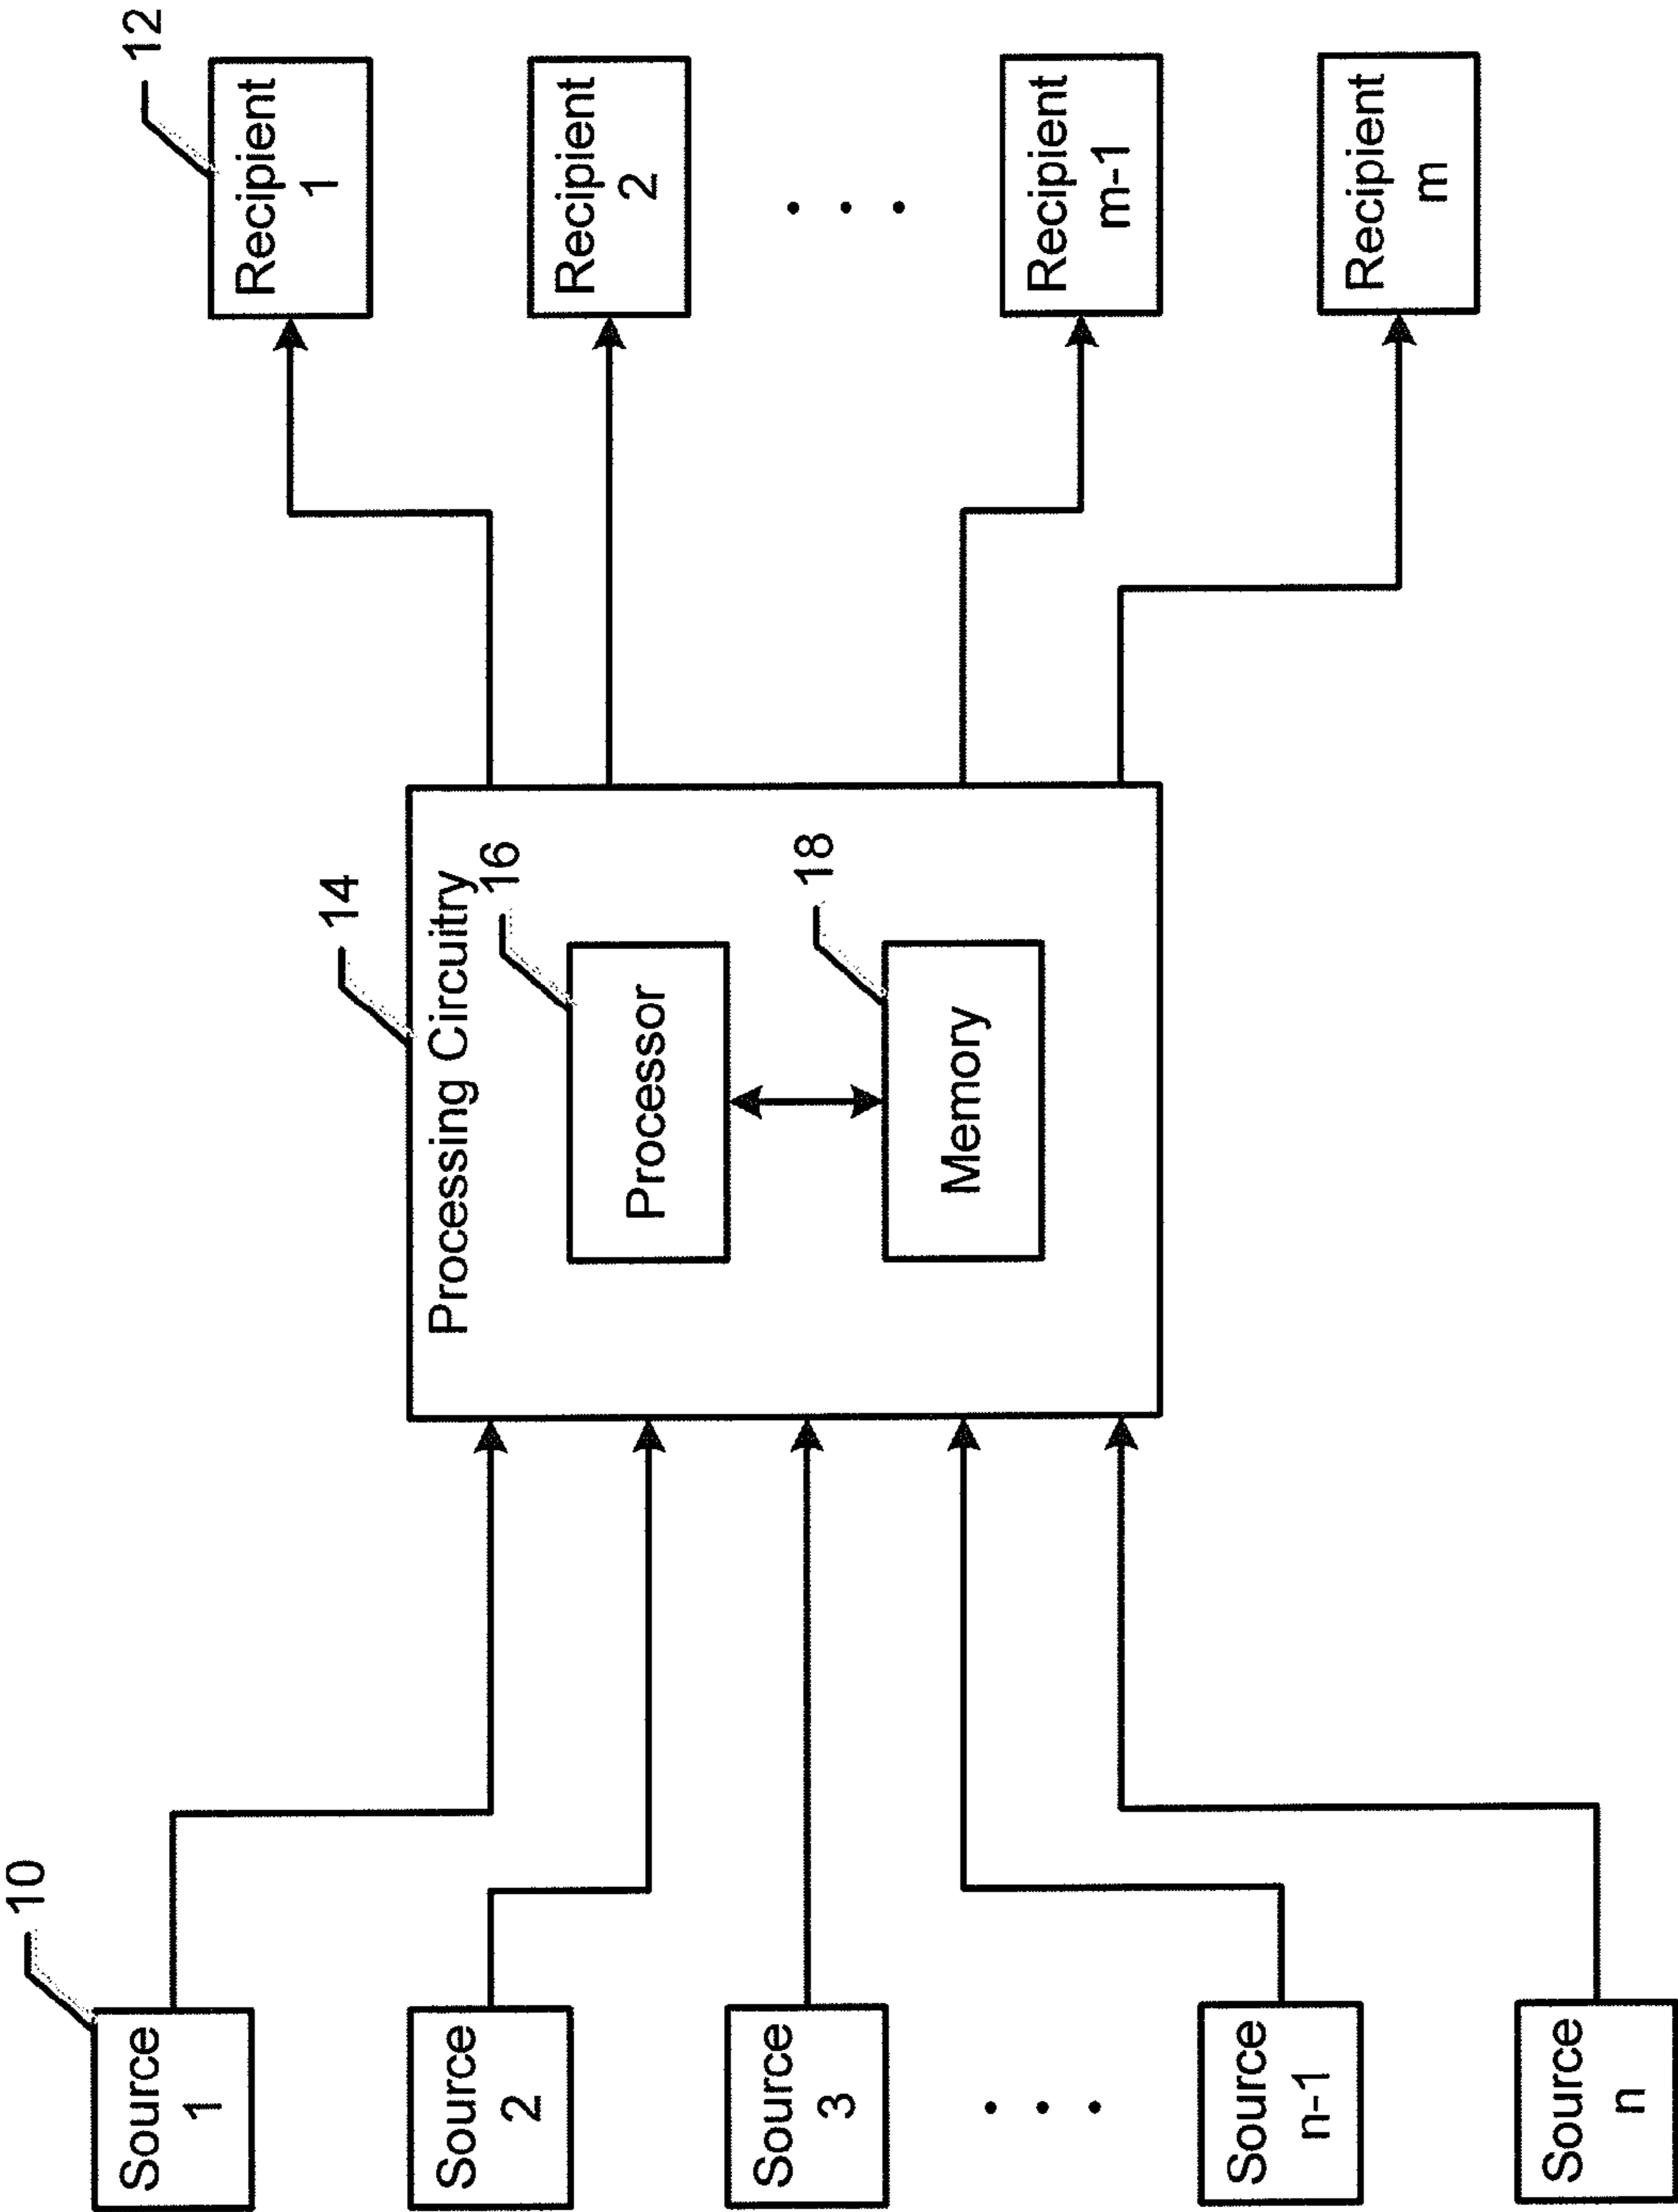 10
Source
1
Source
2
Source
3
. . .
Source
n-1
Source
n
14
Processing Circuitry
16
Processor
18
Memory
12
Recipient
1
Recipient
2
. . .
Recipient
m-1
Recipient
m